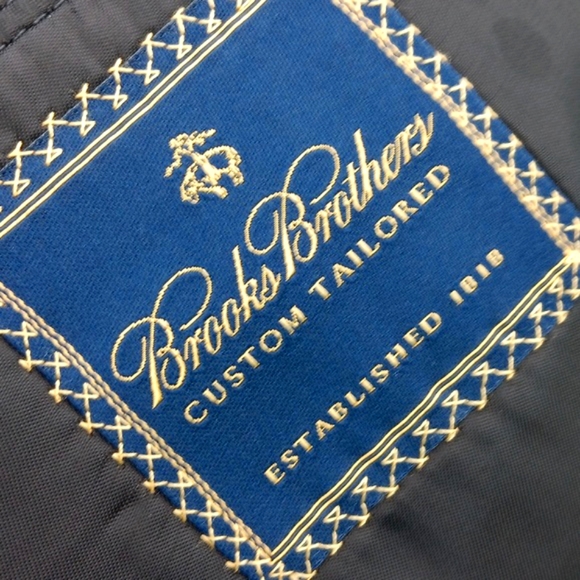 Brooks Brothers
CUSTOM TAILORED
ESTABLISHED 1818